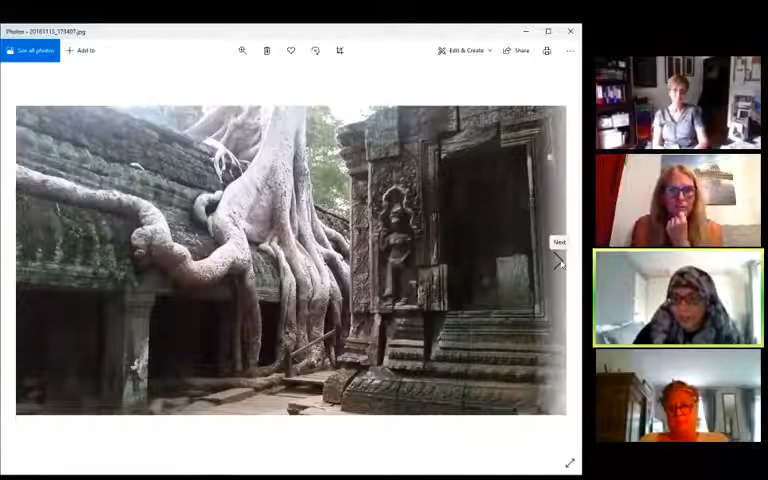 Photos - 20161113_173407.jpg
See all photos
Add to
Edit & Create
Share
Next